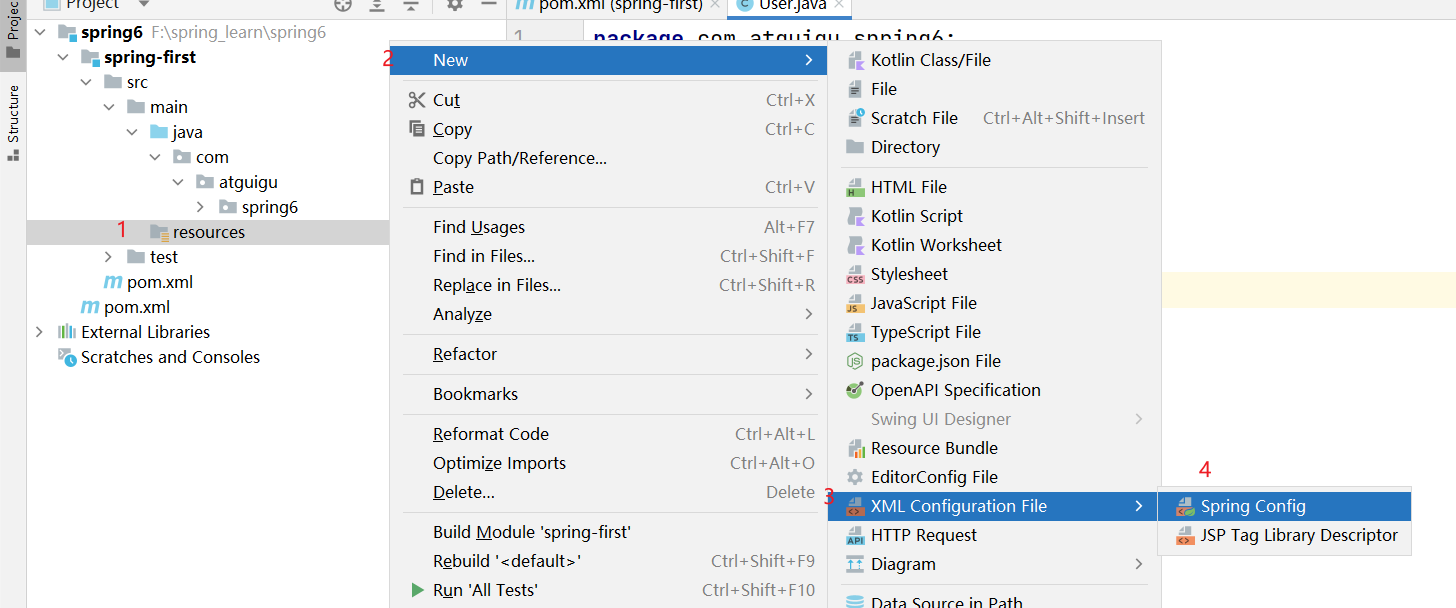 Project
pom.xml (spring-first)
User.java
Project
Structure
spring6 F:\spring_learn\spring6
spring-first
src
main
java
com
atguigu
spring6
1 resources
test
pom.xml
pom.xml
External Libraries
Scratches and Consoles
1
package com.atguigu.spring6;
2 New
Cut Ctrl+X
Copy Ctrl+C
Copy Path/Reference...
Paste Ctrl+V
Find Usages Alt+F7
Find in Files... Ctrl+Shift+F
Replace in Files... Ctrl+Shift+R
Analyze
Refactor
Bookmarks
Reformat Code Ctrl+Alt+L
Optimize Imports Ctrl+Alt+O
Delete... Delete
Build Module 'spring-first'
Rebuild '<default>' Ctrl+Shift+F9
Run 'All Tests' Ctrl+Shift+F10
Kotlin Class/File
File
Scratch File Ctrl+Alt+Shift+Insert
Directory
HTML File
Kotlin Script
Kotlin Worksheet
Stylesheet
JavaScript File
TypeScript File
package.json File
OpenAPI Specification
Swing UI Designer
Resource Bundle
EditorConfig File
3 XML Configuration File
HTTP Request
Diagram
Data Source in Path
4
Spring Config
JSP Tag Library Descriptor